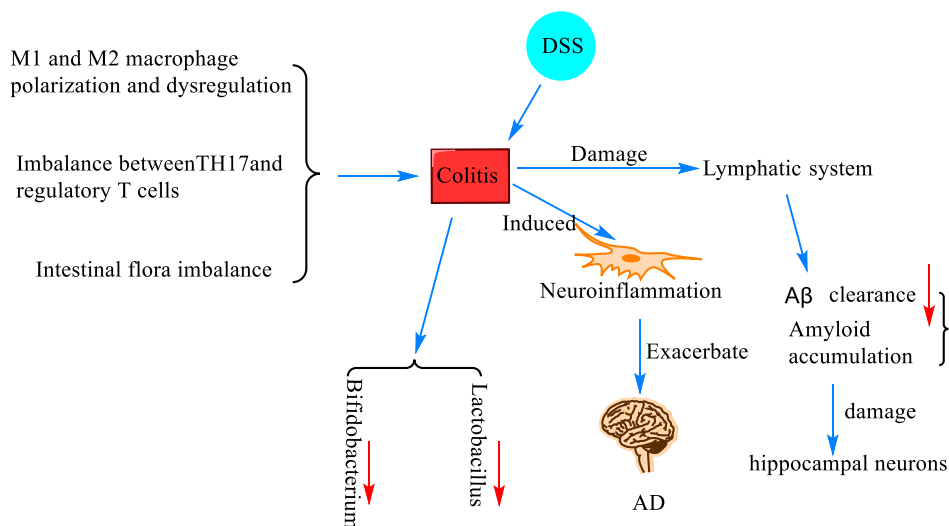 DSS
M1 and M2 macrophage
polarization and dysregulation
Imbalance betweenTH17and
regulatory T cells
Intestinal flora imbalance
Colitis
Damage
Lymphatic system
Induced
Neuroinflammation
Aβ clearance
Amyloid
accumulation
Exacerbate
damage
hippocampal neurons
Bifidobacterium
Lactobacillus
AD